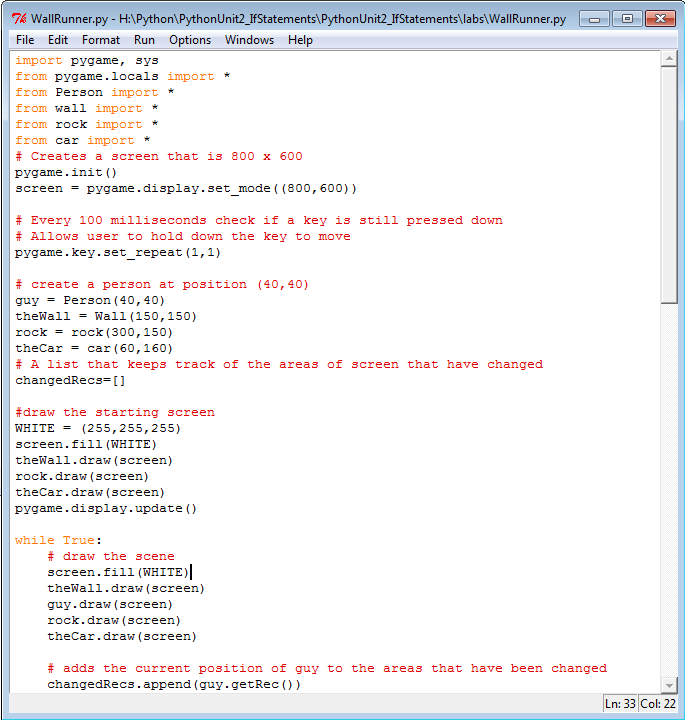 WallRunner.py - H:\Python\PythonUnit2_IfStatements\PythonUnit2_IfStatements\labs\WallRunner.py
File Edit Format Run Options Windows Help
import pygame, sys
from pygame.locals import *
from Person import *
from wall import *
from rock import *
from car import *
# Creates a screen that is 800 x 600
pygame.init()
screen = pygame.display.set_mode((800,600))

# Every 100 milliseconds check if a key is still pressed down
# Allows user to hold down the key to move
pygame.key.set_repeat(1,1)

# create a person at position (40,40)
guy = Person(40,40)
theWall = Wall(150,150)
rock = rock(300,150)
theCar = car(60,160)
# A list that keeps track of the areas of screen that have changed
changedRecs=[]

#draw the starting screen
WHITE = (255,255,255)
screen.fill(WHITE)
theWall.draw(screen)
rock.draw(screen)
theCar.draw(screen)
pygame.display.update()

while True:
    # draw the scene
    screen.fill(WHITE)
    theWall.draw(screen)
    guy.draw(screen)
    rock.draw(screen)
    theCar.draw(screen)

    # adds the current position of guy to the areas that have been changed
    changedRecs.append(guy.getRec())
Ln: 33 Col: 22